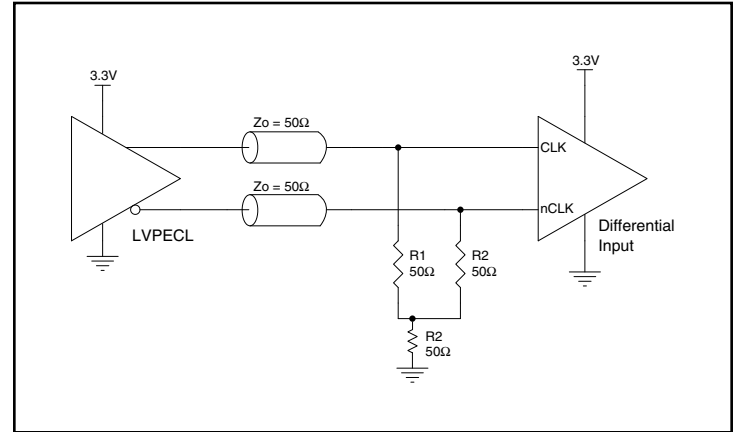 3.3V
3.3V
Zo = 50Ω
CLK
Zo = 50Ω
nCLK
LVPECL
Differential
Input
R1
50Ω
R2
50Ω
R2
50Ω